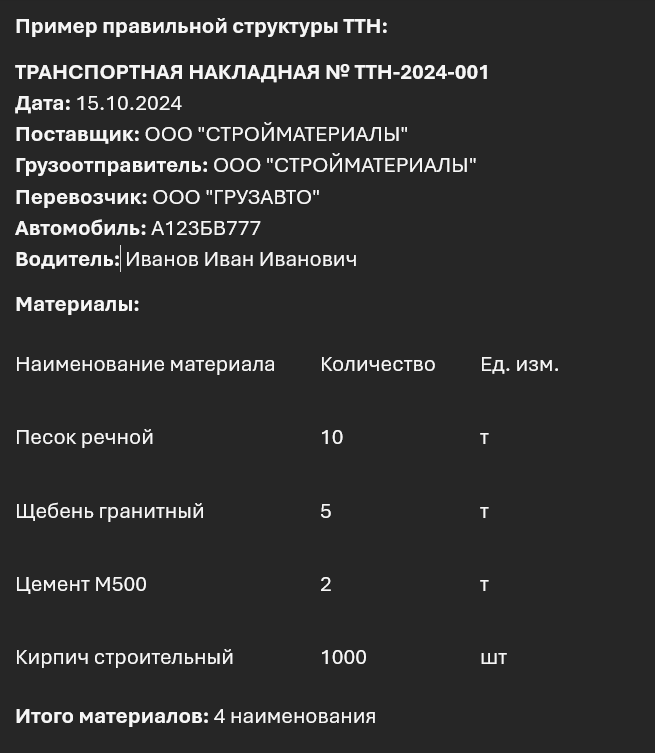 Пример правильной структуры ТТН:
ТРАНСПОРТНАЯ НАКЛАДНАЯ № ТТН-2024-001
Дата: 15.10.2024
Поставщик: ООО "СТРОЙМАТЕРИАЛЫ"
Грузоотправитель: ООО "СТРОЙМАТЕРИАЛЫ"
Перевозчик: ООО "ГРУЗАВТО"
Автомобиль: А123БВ777
Водитель: Иванов Иван Иванович
Материалы:
Наименование материала Количество Ед. изм.
Песок речной 10 т
Щебень гранитный 5 т
Цемент М500 2 т
Кирпич строительный 1000 шт
Итого материалов: 4 наименования